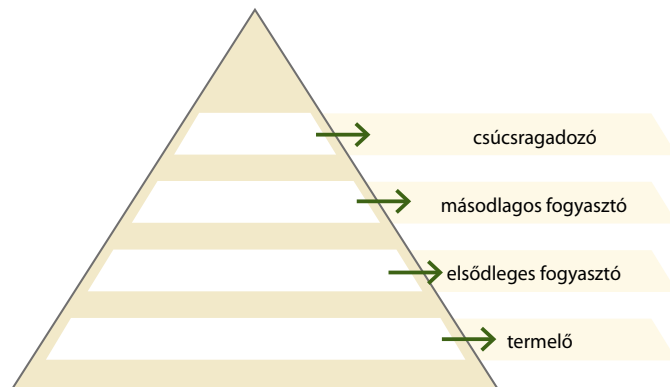 csúcsragadozó
másodlagos fogyasztó
elsődleges fogyasztó
termelő